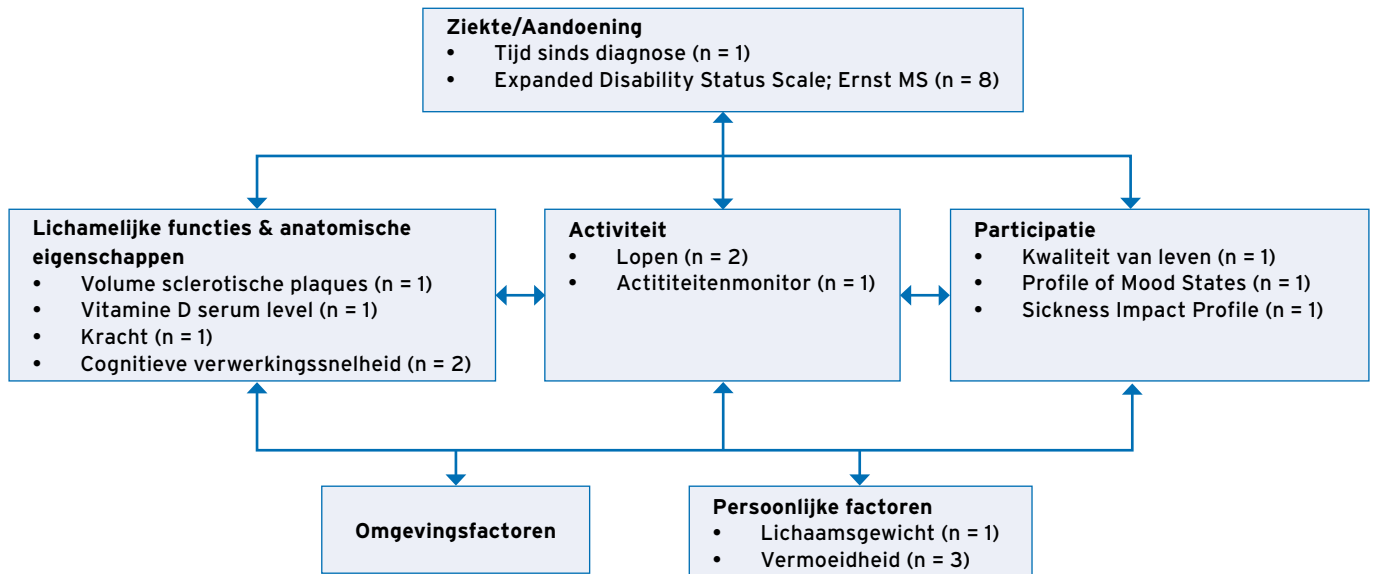 Ziekte/Aandoening
• Tijd sinds diagnose (n = 1)
• Expanded Disability Status Scale; Ernst MS (n = 8)
Lichamelijke functies & anatomische
eigenschappen
• Volume sclerotische plaques (n = 1)
• Vitamine D serum level (n = 1)
• Kracht (n = 1)
• Cognitieve verwerkingssnelheid (n = 2)
Activiteit
• Lopen (n = 2)
• Actititeitenmonitor (n = 1)
Participatie
• Kwaliteit van leven (n = 1)
• Profile of Mood States (n = 1)
• Sickness Impact Profile (n = 1)
Omgevingsfactoren
Persoonlijke factoren
• Lichaamsgewicht (n = 1)
• Vermoeidheid (n = 3)